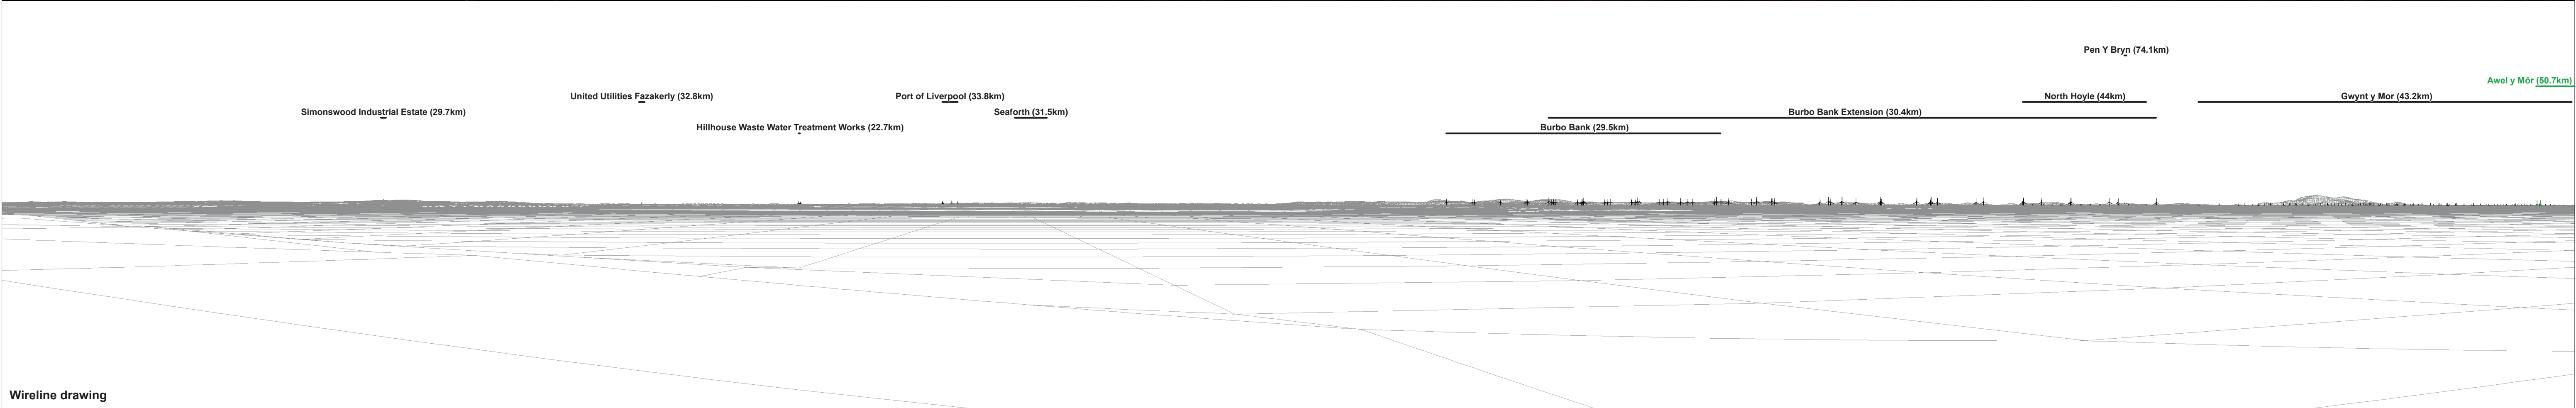 Pen Y Bryn (74.1km)
Awel y Môr (50.7km)
United Utilities Fazakerly (32.8km)
Port of Liverpool (33.8km)
North Hoyle (44km)
Gwynt y Mor (43.2km)
Simonswood Industrial Estate (29.7km)
Seaforth (31.5km)
Burbo Bank Extension (30.4km)
Hillhouse Waste Water Treatment Works (22.7km)
Burbo Bank (29.5km)
Wireline drawing